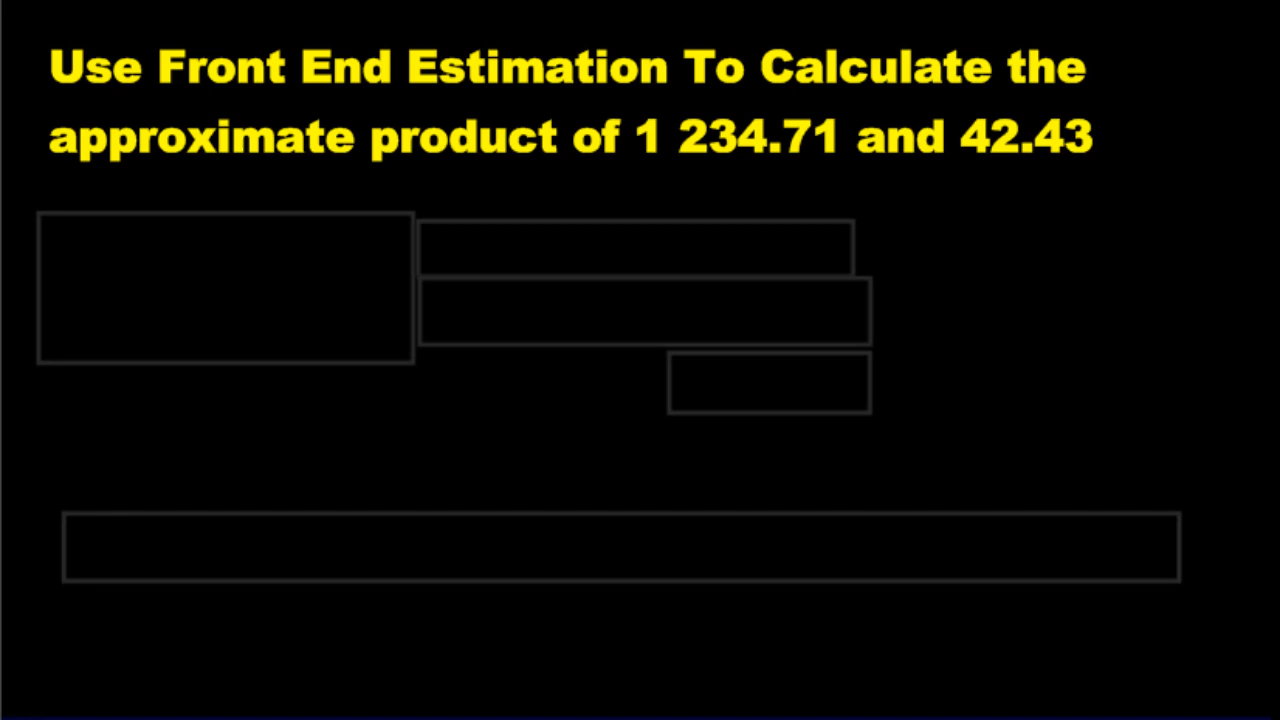 Use Front End Estimation To Calculate the
approximate product of 1 234.71 and 42.43